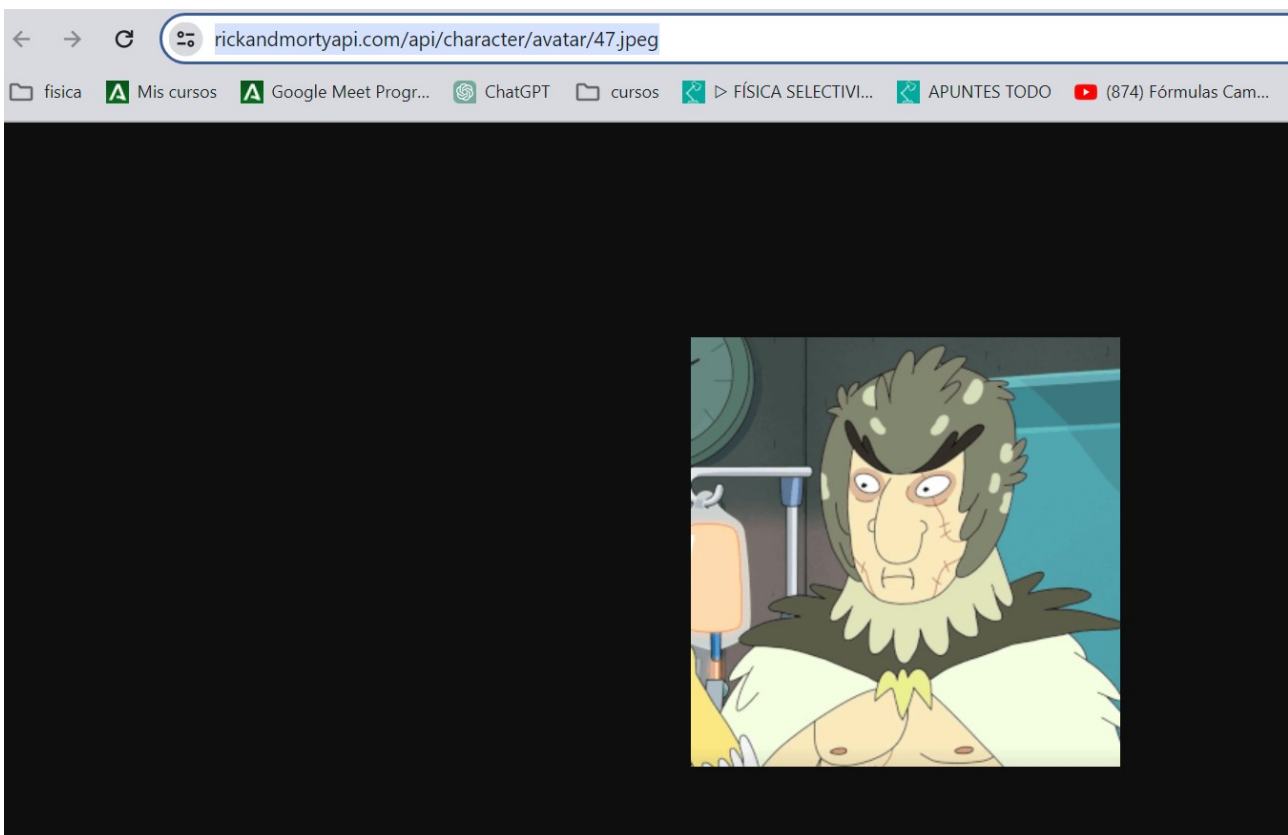 rickandmortyapi.com/api/character/avatar/47.jpeg
fisica Mis cursos Google Meet Progr... ChatGPT cursos ▷ FÍSICA SELECTIVI... APUNTES TODO (874) Fórmulas Cam...